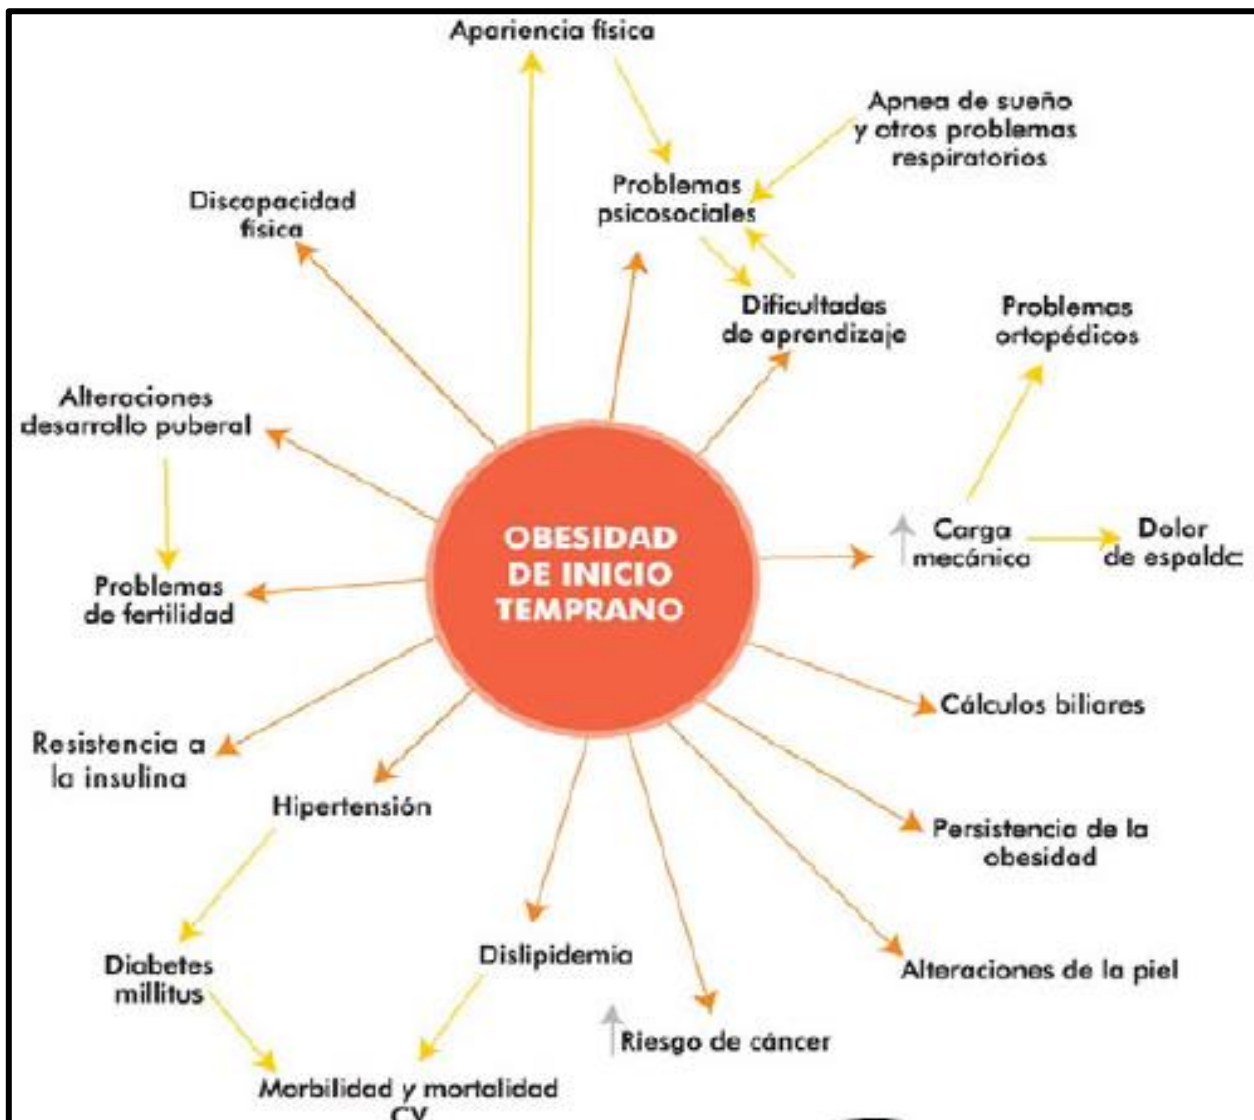 Apariencia física
Apnea de sueño
y otros problemas
respiratorios
Problemas
psicosociales
Discapacidad
física
Dificultades
de aprendizaje
Problemas
ortopédicos
Alteraciones
desarrollo puberal
OBESIDAD
DE INICIO
TEMPRANO
Carga
mecánica
Dolor
de espalda
Problemas
de fertilidad
Cálculos biliares
Resistencia a
la insulina
Hipertensión
Persistencia de la
obesidad
Dislipidemia
Alteraciones de la piel
Diabetes
millitus
Riesgo de cáncer
Morbilidad y mortalidad
CV